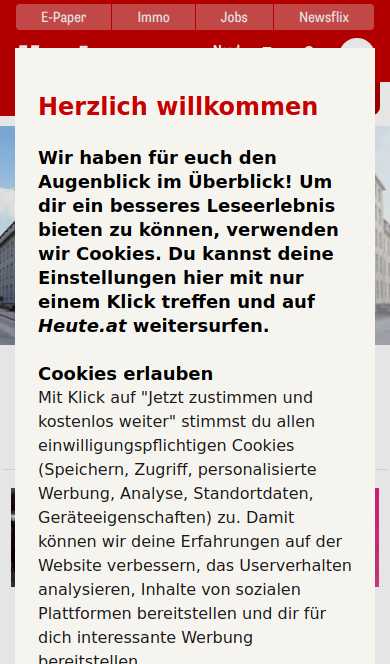 E-Paper Immo Jobs Newsflix
Herzlich willkommen
Wir haben für euch den
Augenblick im Überblick! Um
dir ein besseres Leseerlebnis
bieten zu können, verwenden
wir Cookies. Du kannst deine
Einstellungen hier mit nur
einem Klick treffen und auf
Heute.at weitersurfen.
Cookies erlauben
Mit Klick auf "Jetzt zustimmen und
kostenlos weiter" stimmst du allen
einwilligungspflichtigen Cookies
(Speichern, Zugriff, personalisierte
Werbung, Analyse, Standortdaten,
Geräteeigenschaften) zu. Damit
können wir deine Erfahrungen auf der
Website verbessern, das Userverhalten
analysieren, Inhalte von sozialen
Plattformen bereitstellen und dir für
dich interessante Werbung
bereitstellen